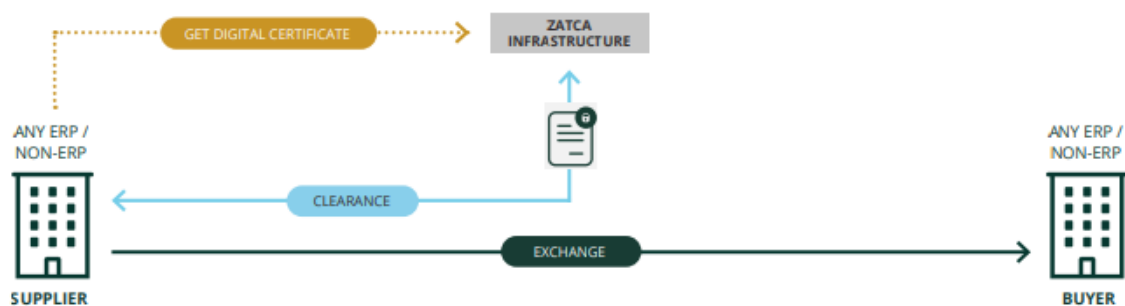 GET DIGITAL CERTIFICATE
ZATCA
INFRASTRUCTURE
ANY ERP /
NON-ERP
ANY ERP /
NON-ERP
CLEARANCE
EXCHANGE
SUPPLIER
BUYER